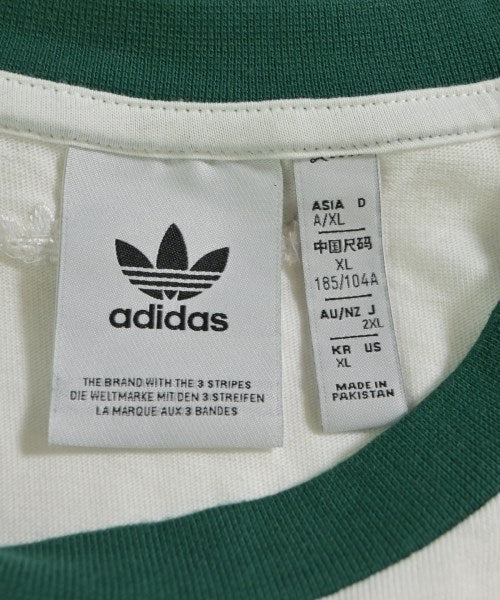 adidas
THE BRAND WITH THE 3 STRIPES
DIE WELTMARKE MIT DEN 3 STREIFEN
LA MARQUE AUX 3 BANDES
ASIA D
A/XL
中国尺码
XL
185/104A
AU/NZ J
2XL
KR US
XL
MADE IN
PAKISTAN